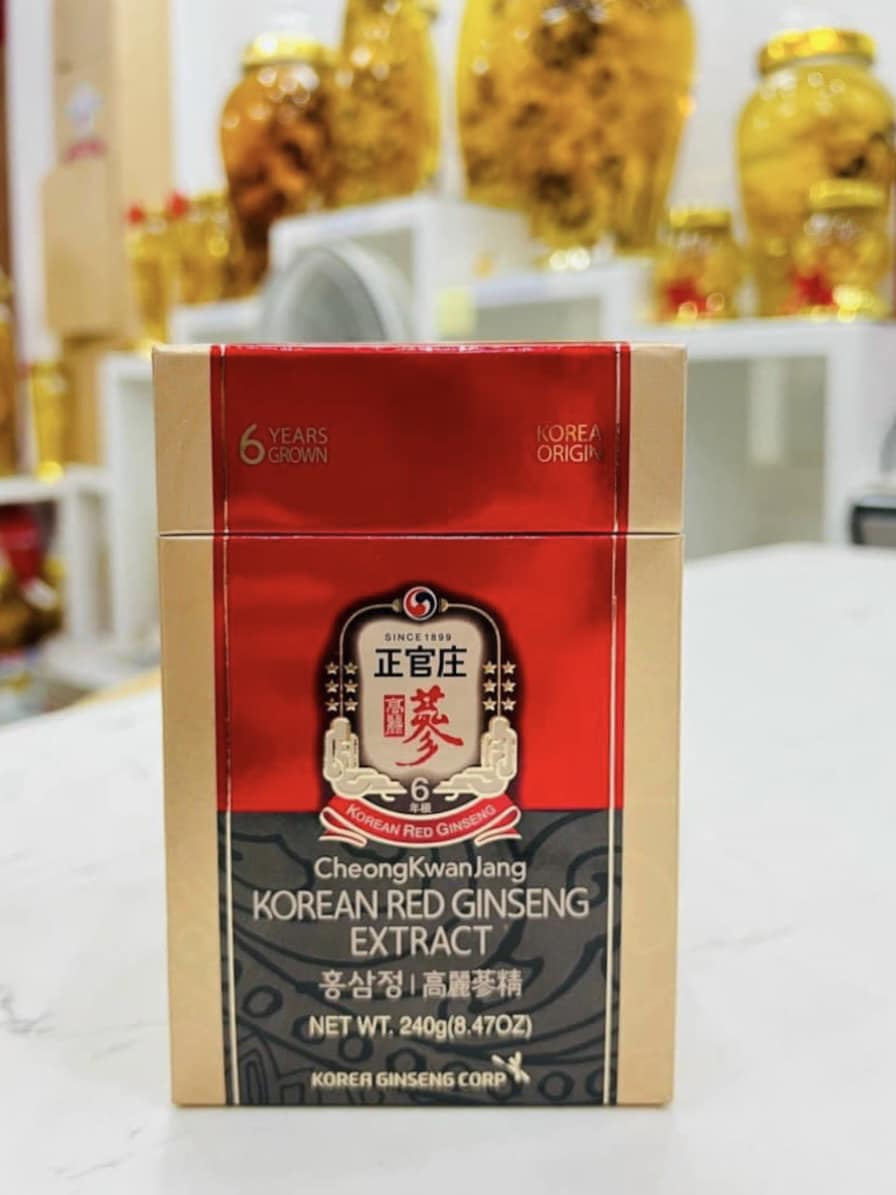 6 YEARS GROWN
KOREA ORIGIN
SINCE 1899
正官庄
高麗
蔘
6
年根
KOREAN RED GINSENG
CheongKwanJang
KOREAN RED GINSENG
EXTRACT
홍삼정 | 高麗蔘精
NET WT. 240g(8.47OZ)
KOREA GINSENG CORP